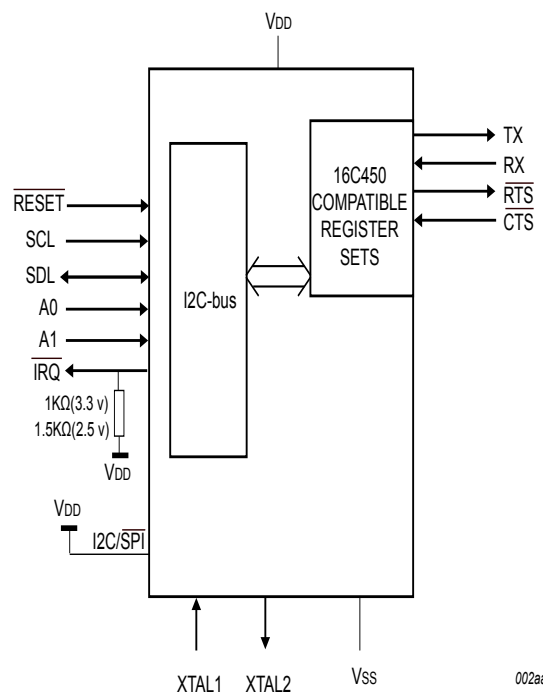 VDD
TX
RX
RTS
CTS
16C450
COMPATIBLE
REGISTER
SETS
RESET
SCL
SDL
A0
A1
IRQ
I2C-bus
1KΩ(3.3 v)
1.5KΩ(2.5 v)
VDD
VDD
I2C/SPI
XTAL1
XTAL2
VSS
002aa